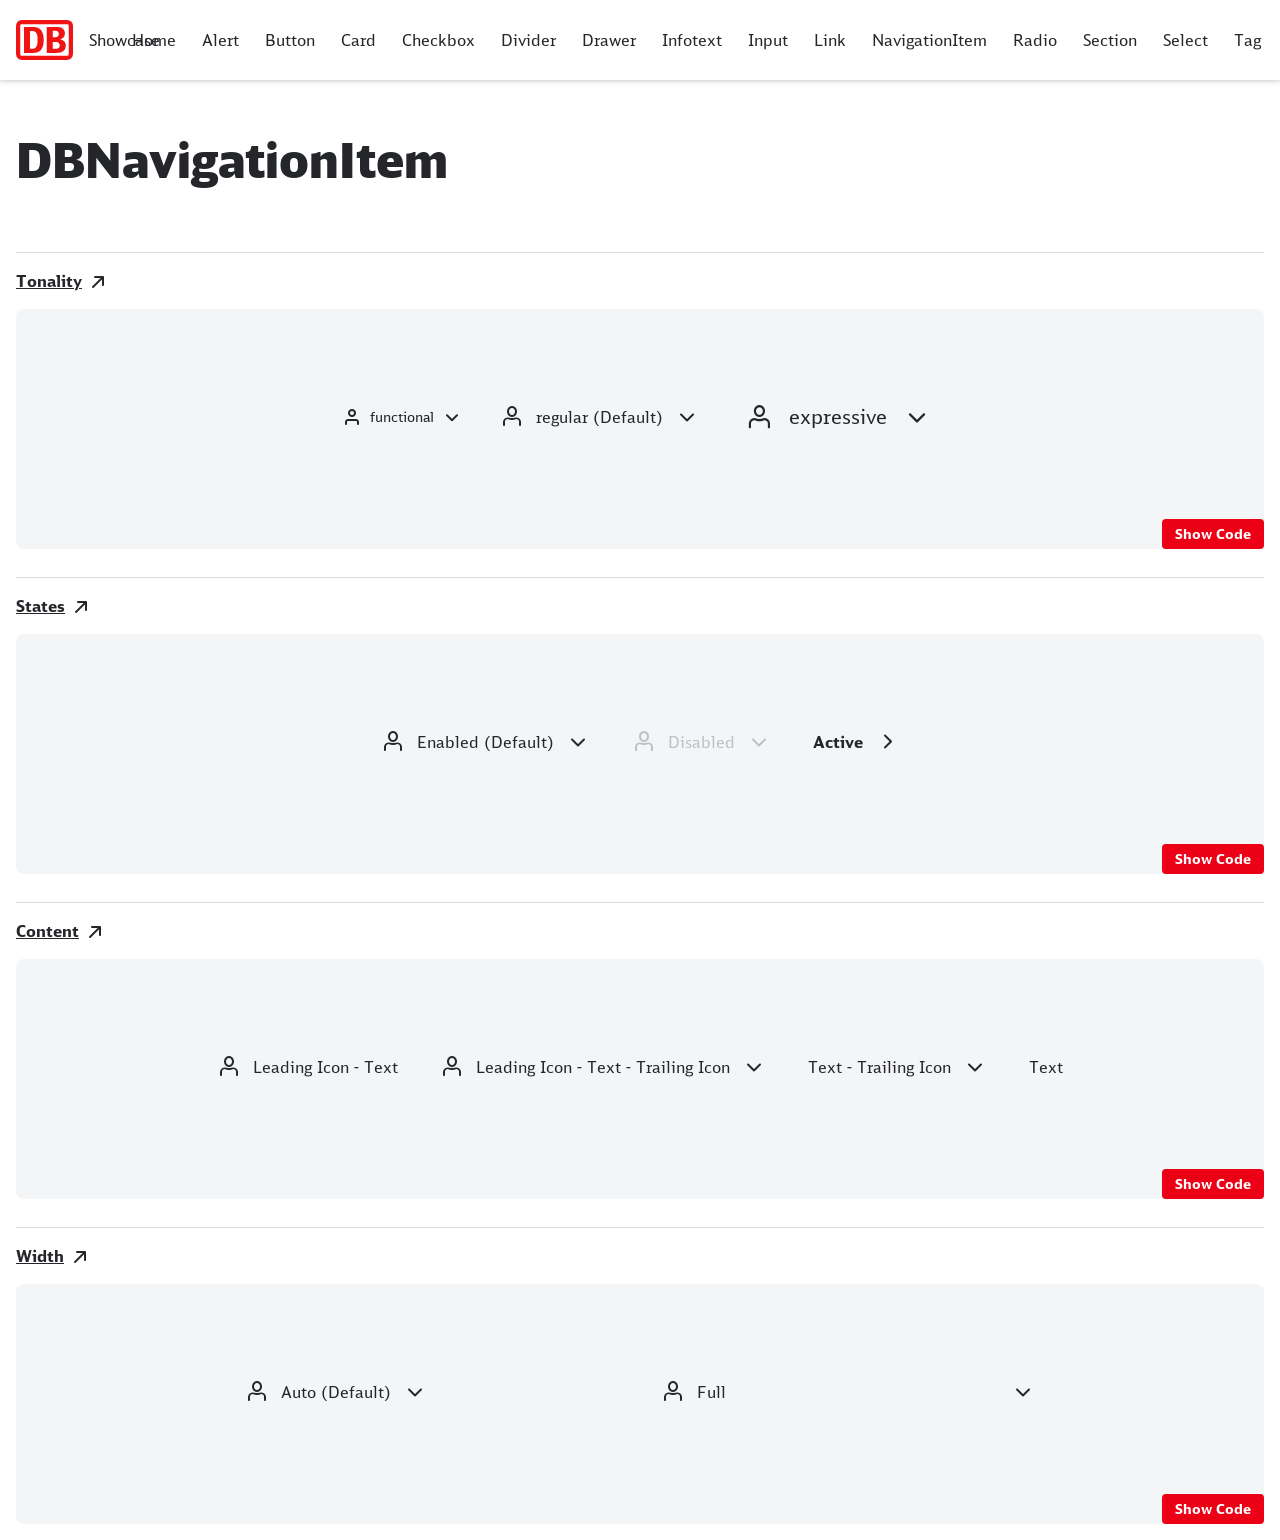 DB Showcase Home Alert Button Card Checkbox Divider Drawer Infotext Input Link NavigationItem Radio Section Select Tag
DBNavigationItem
Tonality
functional regular (Default) expressive
Show Code
States
Enabled (Default) Disabled Active
Show Code
Content
Leading Icon - Text Leading Icon - Text - Trailing Icon Text - Trailing Icon Text
Show Code
Width
Auto (Default) Full
Show Code